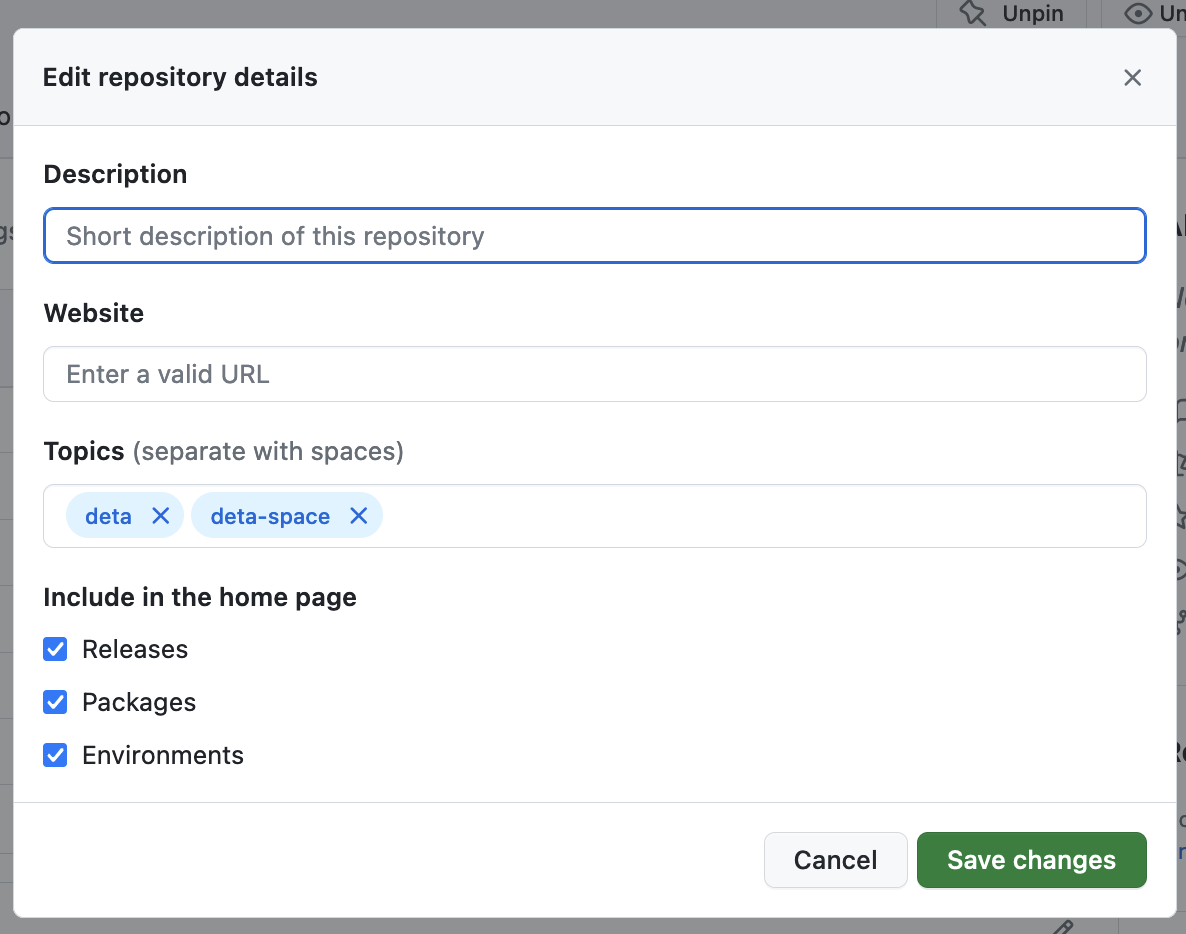 Unpin
Edit repository details
Description
Short description of this repository
Website
Enter a valid URL
Topics (separate with spaces)
deta deta-space
Include in the home page
Releases
Packages
Environments
Cancel Save changes